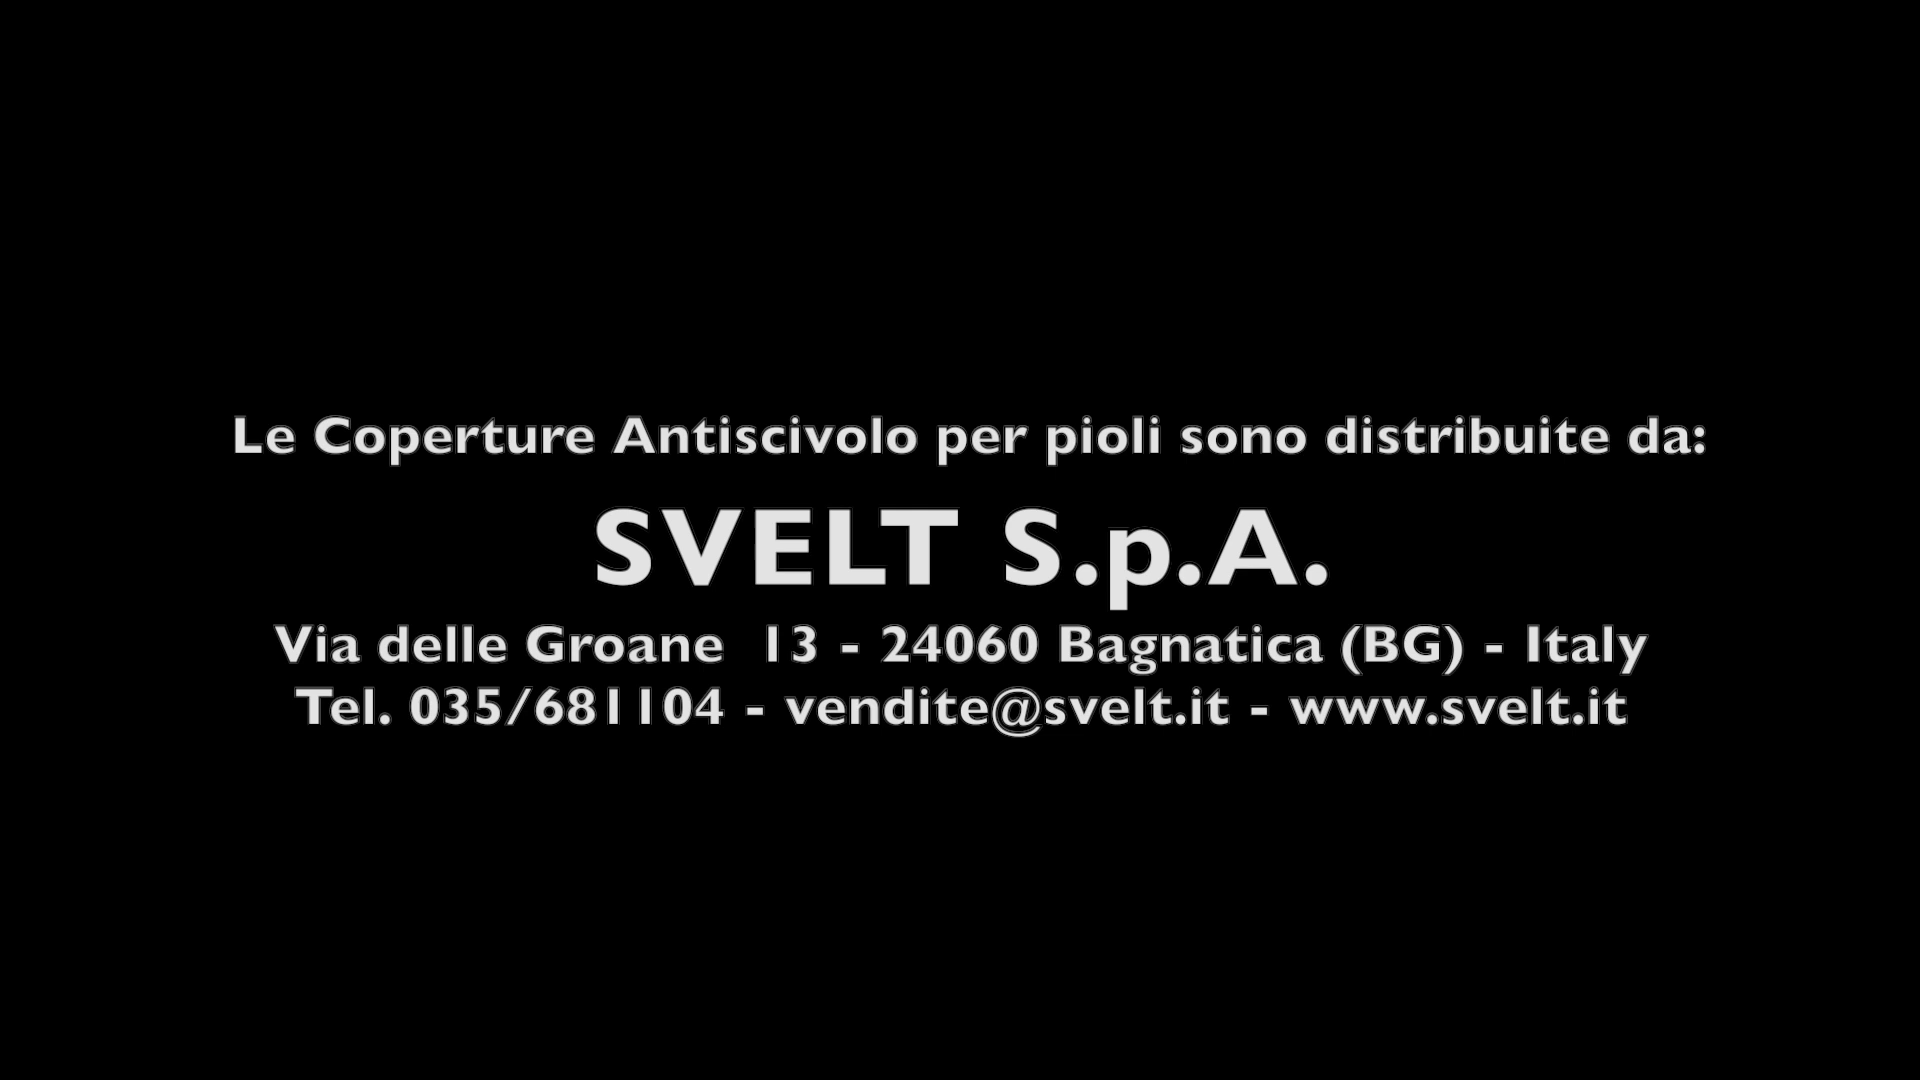 Le Coperture Antiscivolo per pioli sono distribuite da:
SVELT S.p.A.
Via delle Groane  13 - 24060 Bagnatica (BG) - Italy
Tel. 035/681104 - vendite@svelt.it - www.svelt.it